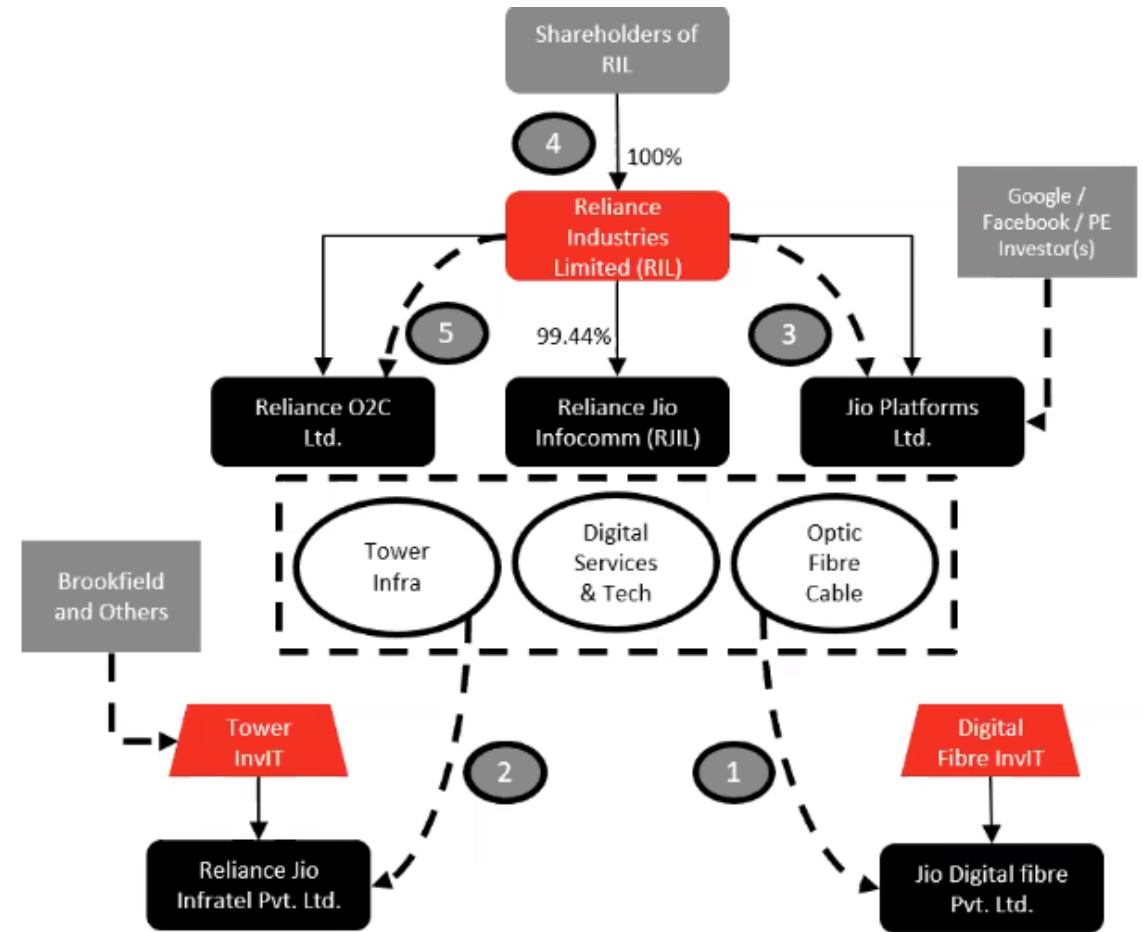 Shareholders of
RIL
4
100%
Reliance
Industries
Limited (RIL)
Google /
Facebook / PE
Investor(s)
5
99.44%
3
Reliance O2C
Ltd.
Reliance Jio
Infocomm (RJIL)
Jio Platforms
Ltd.
Tower
Infra
Digital
Services
& Tech
Optic
Fibre
Cable
Brookfield
and Others
Tower
InvIT
2
1
Digital
Fibre InvIT
Reliance Jio
Infratel Pvt. Ltd.
Jio Digital fibre
Pvt. Ltd.